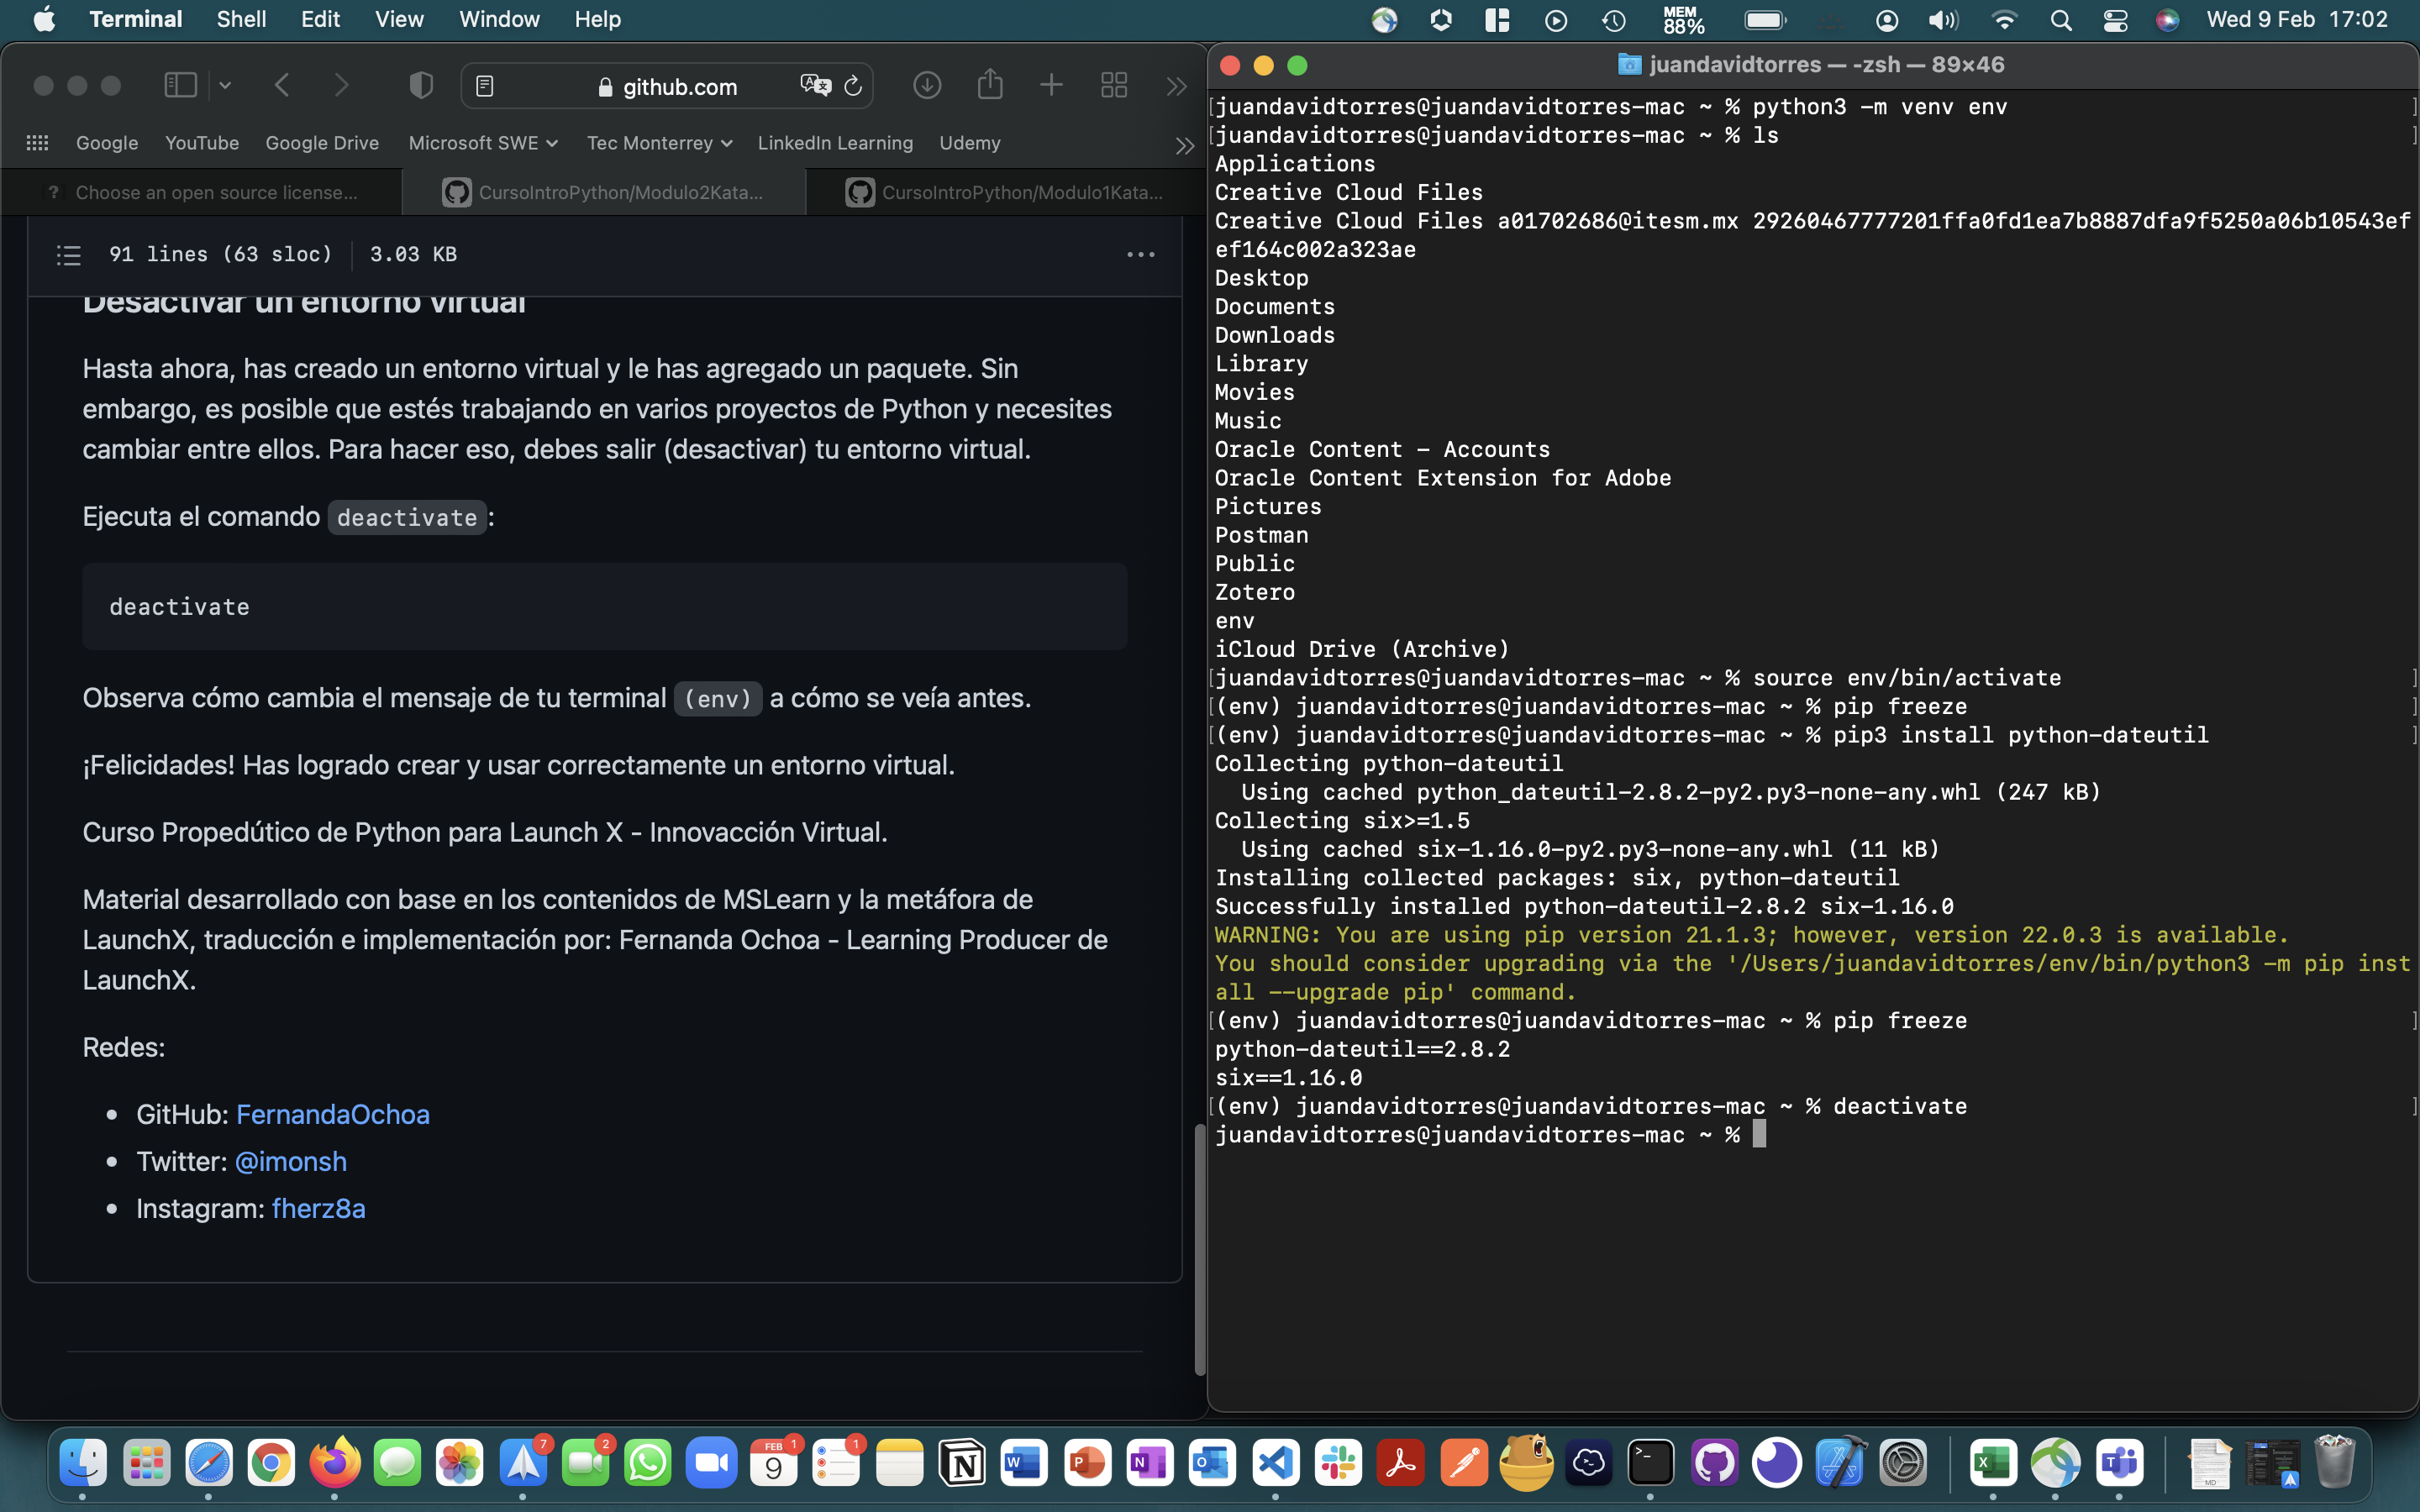 Terminal Shell Edit View Window Help MEM 88% Wed 9 Feb 17:02
github.com
Google YouTube Google Drive Microsoft SWE Tec Monterrey LinkedIn Learning Udemy
? Choose an open source license... CursoIntroPython/Modulo2Kata... CursoIntroPython/Modulo1Kata...
91 lines (63 sloc) 3.03 KB
Desactivar un entorno virtual
Hasta ahora, has creado un entorno virtual y le has agregado un paquete. Sin
embargo, es posible que estés trabajando en varios proyectos de Python y necesites
cambiar entre ellos. Para hacer eso, debes salir (desactivar) tu entorno virtual.
Ejecuta el comando deactivate:
deactivate
Observa cómo cambia el mensaje de tu terminal (env) a cómo se veía antes.
¡Felicidades! Has logrado crear y usar correctamente un entorno virtual.
Curso Propedútico de Python para Launch X - Innovacción Virtual.
Material desarrollado con base en los contenidos de MSLearn y la metáfora de
LaunchX, traducción e implementación por: Fernanda Ochoa - Learning Producer de
LaunchX.
Redes:
GitHub: FernandaOchoa
Twitter: @imonsh
Instagram: fherz8a
juandavidtorres — -zsh — 89×46
[juandavidtorres@juandavidtorres-mac ~ % python3 -m venv env ]
[juandavidtorres@juandavidtorres-mac ~ % ls ]
Applications
Creative Cloud Files
Creative Cloud Files a01702686@itesm.mx 29260467777201ffa0fd1ea7b8887dfa9f5250a06b10543ef
ef164c002a323ae
Desktop
Documents
Downloads
Library
Movies
Music
Oracle Content - Accounts
Oracle Content Extension for Adobe
Pictures
Postman
Public
Zotero
env
iCloud Drive (Archive)
[juandavidtorres@juandavidtorres-mac ~ % source env/bin/activate ]
[(env) juandavidtorres@juandavidtorres-mac ~ % pip freeze ]
[(env) juandavidtorres@juandavidtorres-mac ~ % pip3 install python-dateutil ]
Collecting python-dateutil
Using cached python_dateutil-2.8.2-py2.py3-none-any.whl (247 kB)
Collecting six>=1.5
Using cached six-1.16.0-py2.py3-none-any.whl (11 kB)
Installing collected packages: six, python-dateutil
Successfully installed python-dateutil-2.8.2 six-1.16.0
WARNING: You are using pip version 21.1.3; however, version 22.0.3 is available.
You should consider upgrading via the '/Users/juandavidtorres/env/bin/python3 -m pip inst
all --upgrade pip' command.
[(env) juandavidtorres@juandavidtorres-mac ~ % pip freeze ]
python-dateutil==2.8.2
six==1.16.0
[(env) juandavidtorres@juandavidtorres-mac ~ % deactivate ]
juandavidtorres@juandavidtorres-mac ~ %
7 2 FEB 9 1 1 N W P N O >_ X T MD